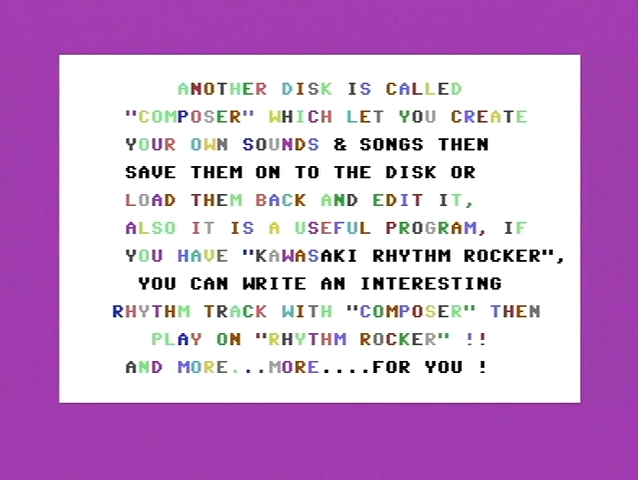 ANOTHER DISK IS CALLED
"COMPOSER" WHICH LET YOU CREATE
YOUR OWN SOUNDS & SONGS THEN
SAVE THEM ON TO THE DISK OR
LOAD THEM BACK AND EDIT IT,
ALSO IT IS A USEFUL PROGRAM, IF
YOU HAVE "KAWASAKI RHYTHM ROCKER",
YOU CAN WRITE AN INTERESTING
RHYTHM TRACK WITH "COMPOSER" THEN
PLAY ON "RHYTHM ROCKER" !!
AND MORE...MORE....FOR YOU !